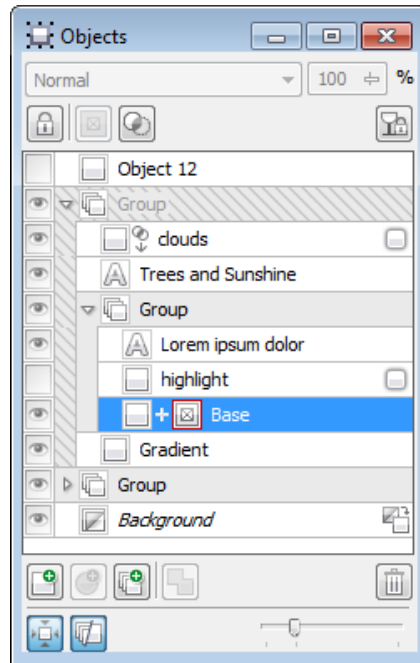 Objects
Normal 100 %
Object 12
Group
clouds
Trees and Sunshine
Group
Lorem ipsum dolor
highlight
Base
Gradient
Group
Background